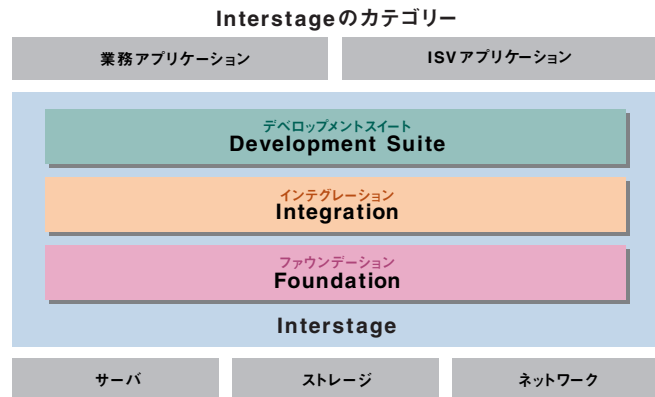 Interstageのカテゴリー
業務アプリケーション
ISVアプリケーション
デベロップメントスイート
Development Suite
インテグレーション
Integration
ファウンデーション
Foundation
Interstage
サーバ
ストレージ
ネットワーク